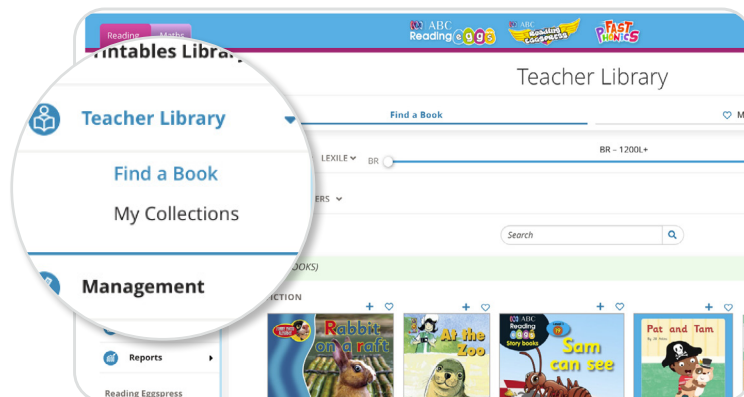 Reading Maths
ABC
Reading eggs
ABC
Reading
Eggspress
FAST
PHONICS
Printables Library
Teacher Library
Find a Book
My Collections
Management
Reports
Reading Eggspress
Teacher Library
Find a Book
M
LEXILE
BR
BR – 1200L+
ERS
Search
OOKS)
FICTION
Rabbit
on a raft
At the
Zoo
ABC
Reading
eggs
Story books
Sam
can see
Pat and Tam